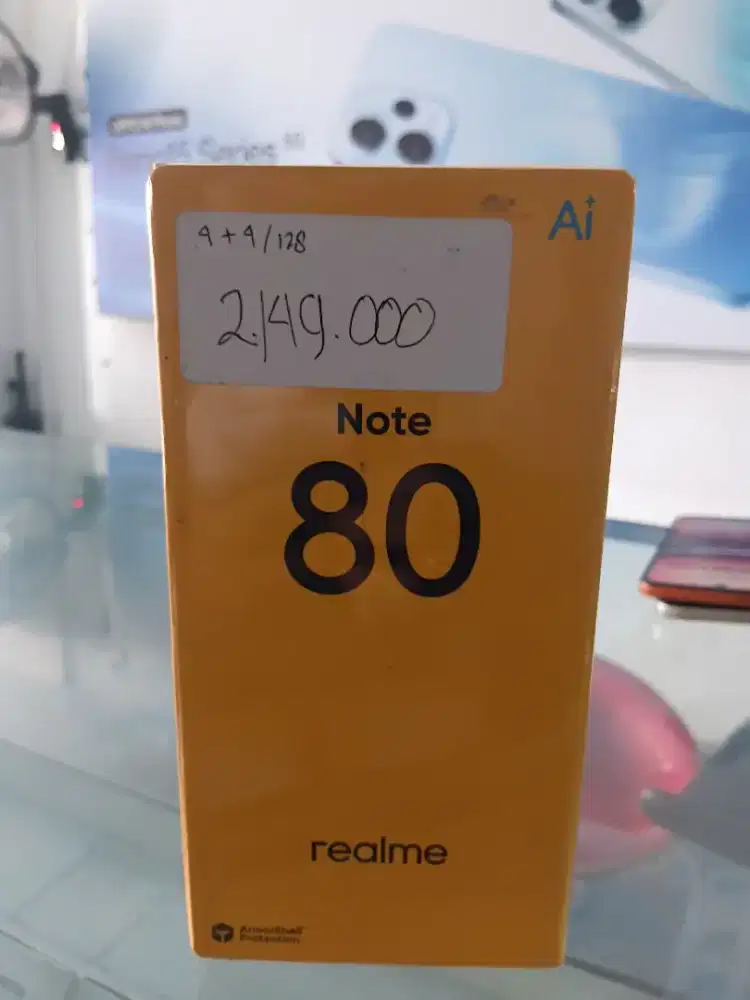 Ai
4+4/128
2.149.000
Note
80
realme
ArmorShell
Protection